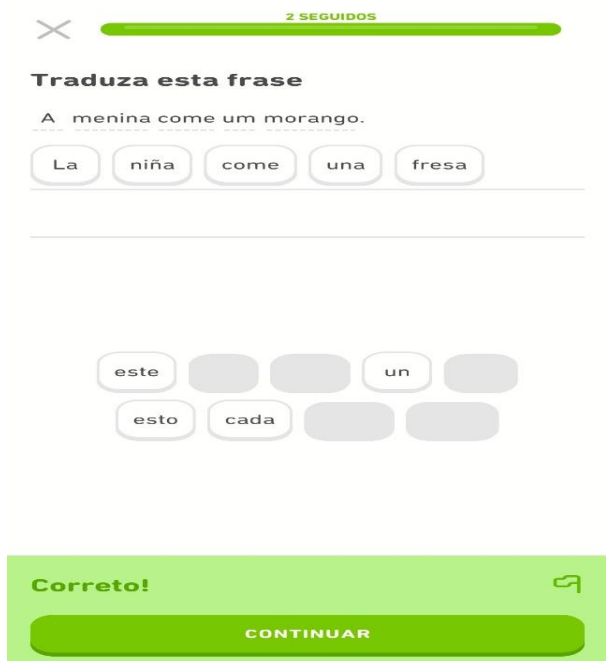 2 SEGUIDOS
Traduza esta frase
A menina come um morango.
La niña come una fresa
este un
esto cada
Correto!
CONTINUAR